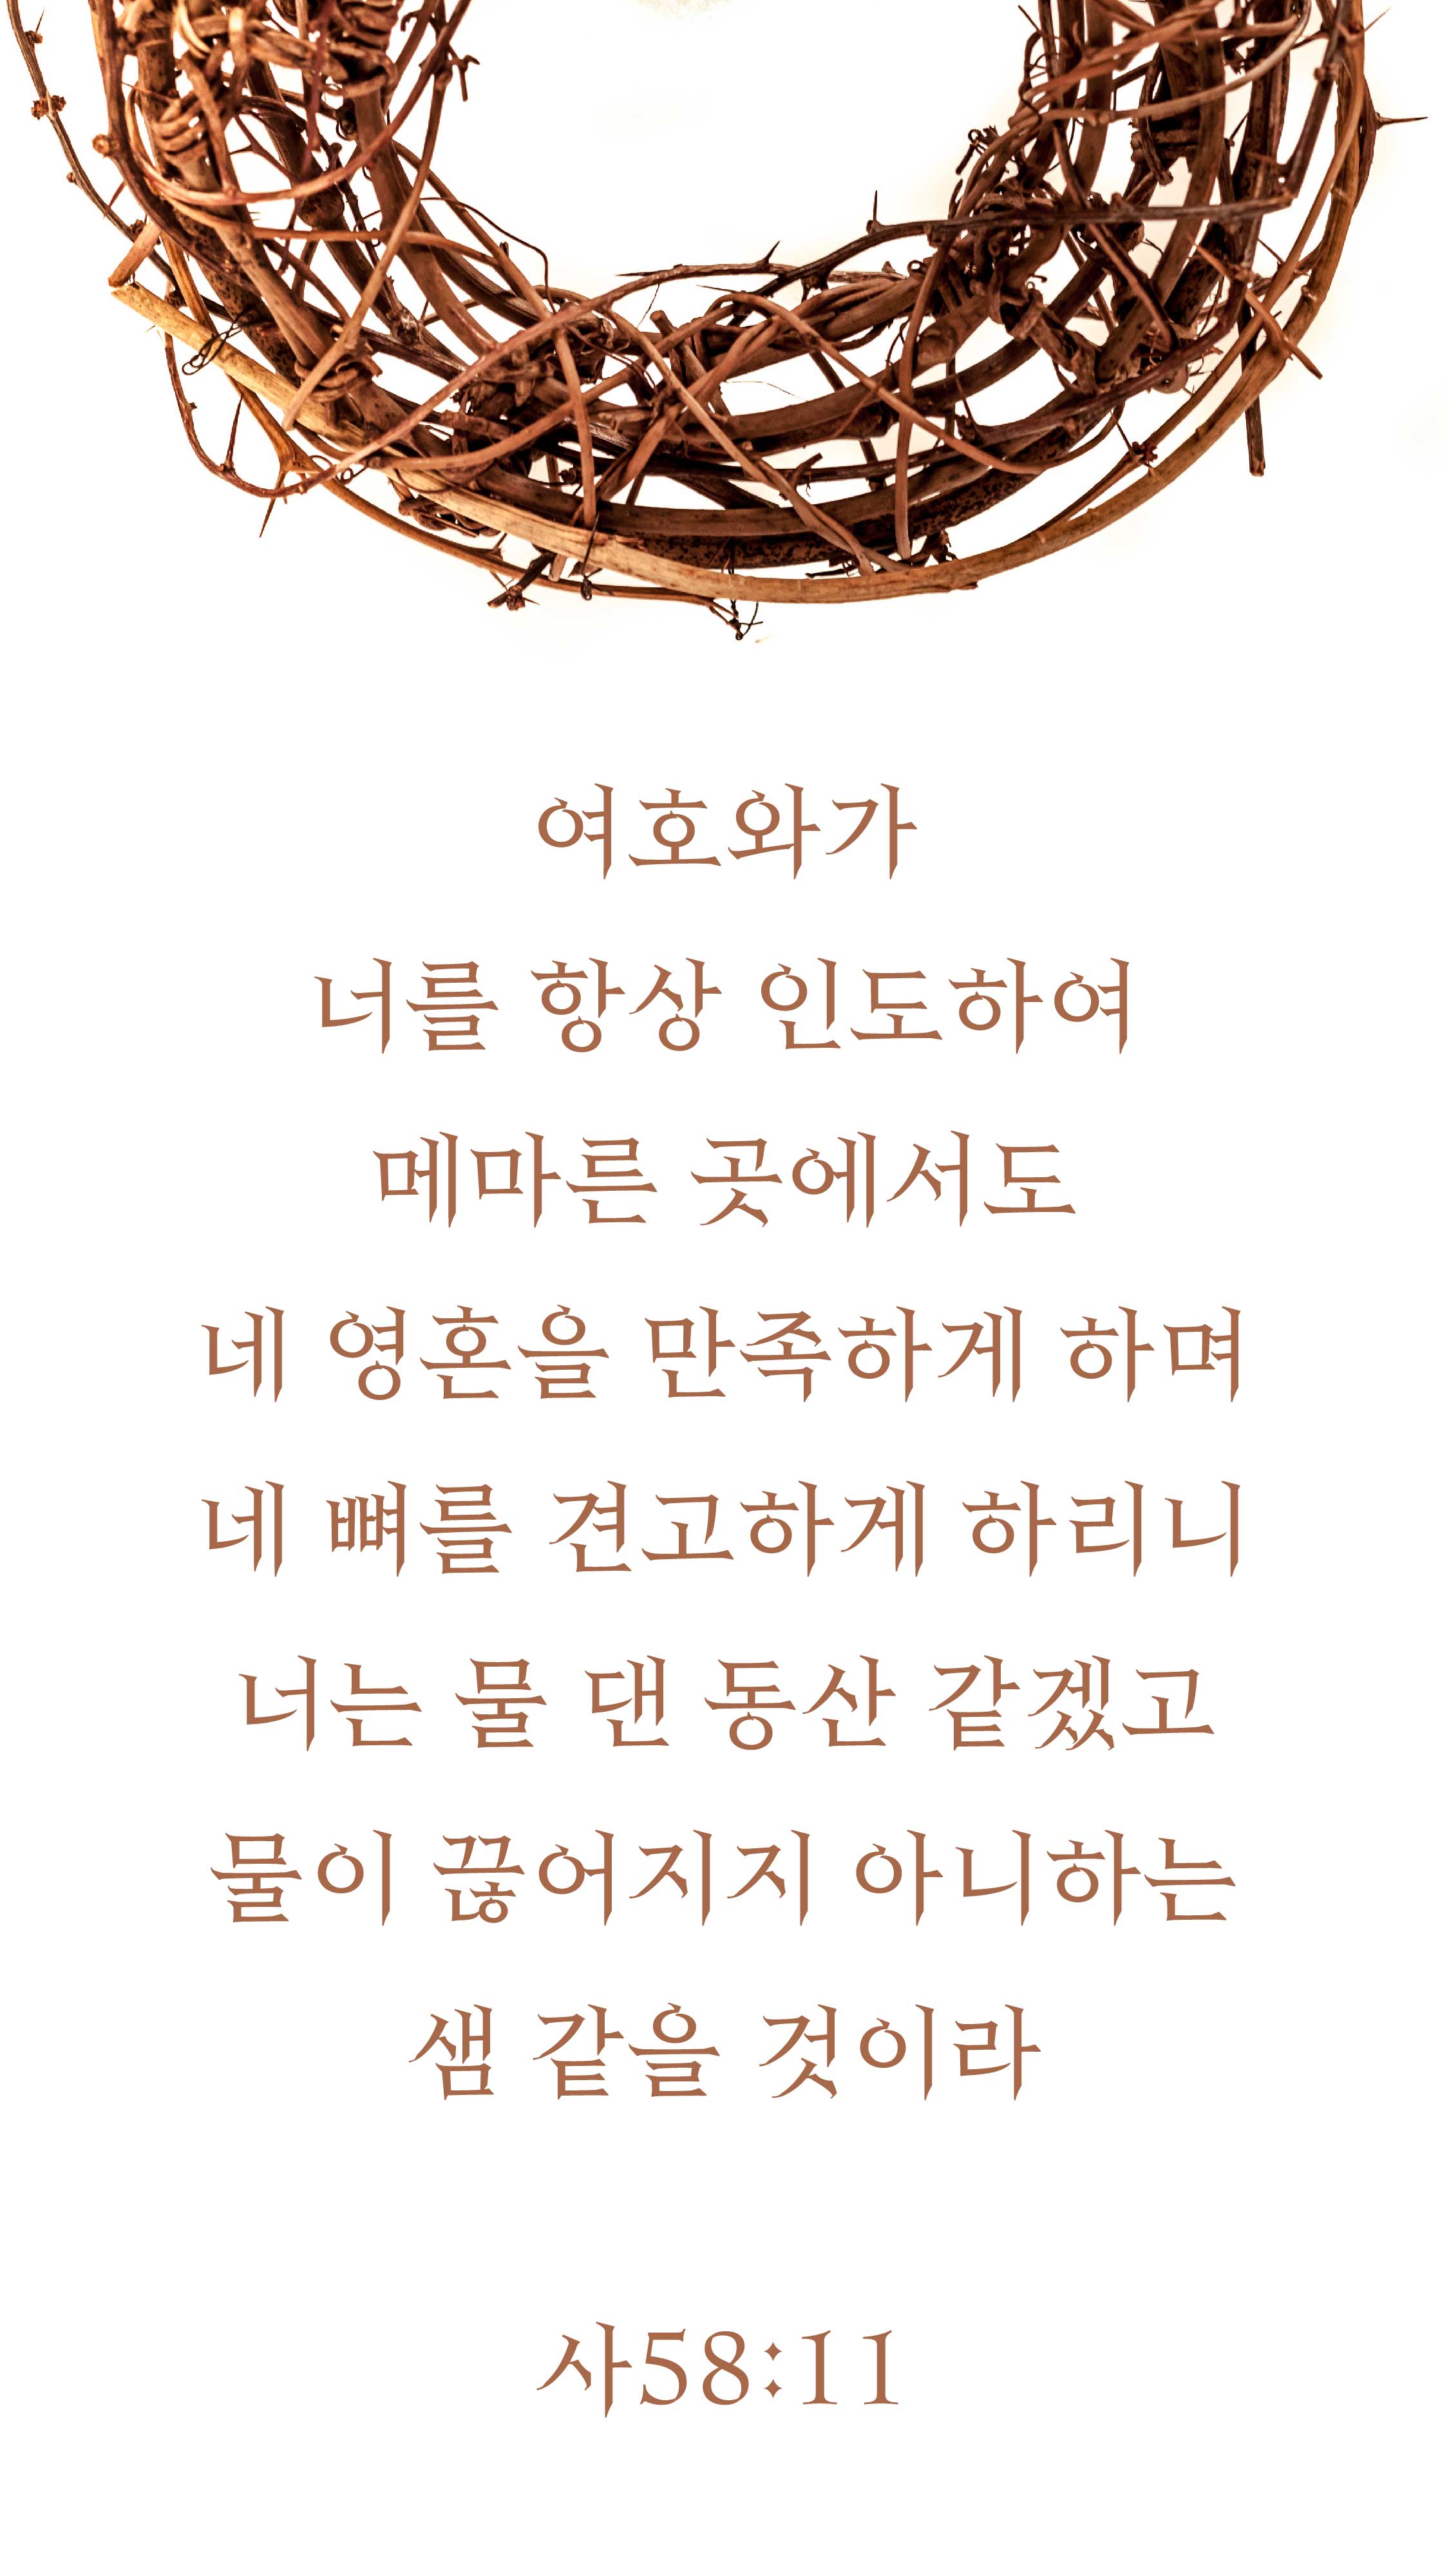 여호와가
너를 항상 인도하여
메마른 곳에서도
네 영혼을 만족하게 하며
네 뼈를 견고하게 하리니
너는 물 댄 동산 같겠고
물이 끊어지지 아니하는
샘 같을 것이라
사58:11